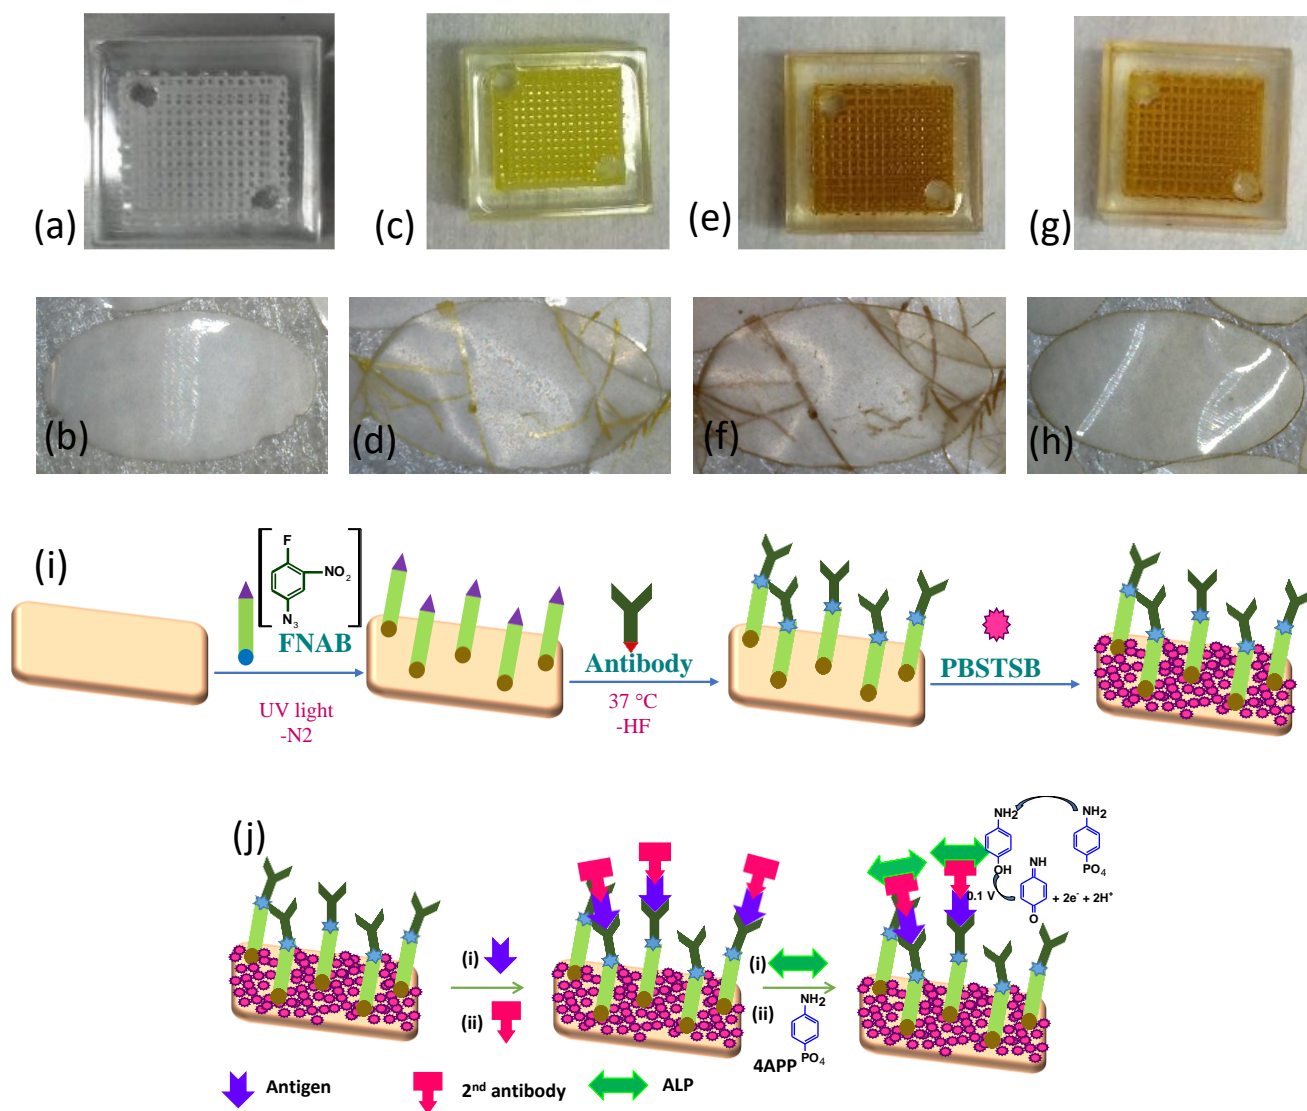 (a)
(c)
(e)
(g)
(b)
(d)
(f)
(h)
(i)
F
NO2
N3
FNAB
UV light
-N2
Antibody
37 °C
-HF
PBSTSB
(j)
(i)
(ii)
(i)
(ii)
NH2
PO4
4APP
NH2
OH
NH2
PO4
0.1 V
NH
O
+ 2e- + 2H+
Antigen
2nd antibody
ALP